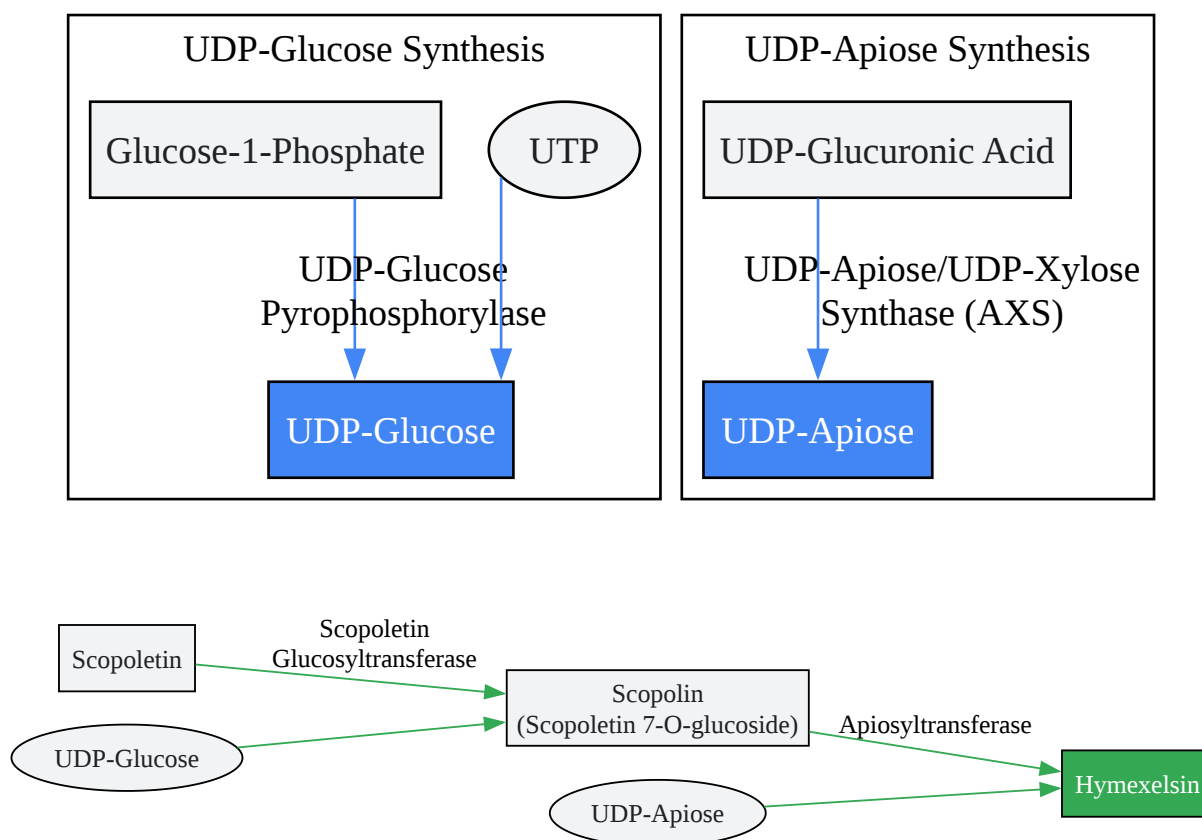 UDP-Glucose Synthesis
Glucose-1-Phosphate
UTP
UDP-Glucose
Pyrophosphorylase
UDP-Glucose
UDP-Apiose Synthesis
UDP-Glucuronic Acid
UDP-Apiose/UDP-Xylose
Synthase (AXS)
UDP-Apiose
Scopoletin
Scopoletin
Glucosyltransferase
UDP-Glucose
Scopolin
(Scopoletin 7-O-glucoside)
Apiosyltransferase
UDP-Apiose
Hymexelsin